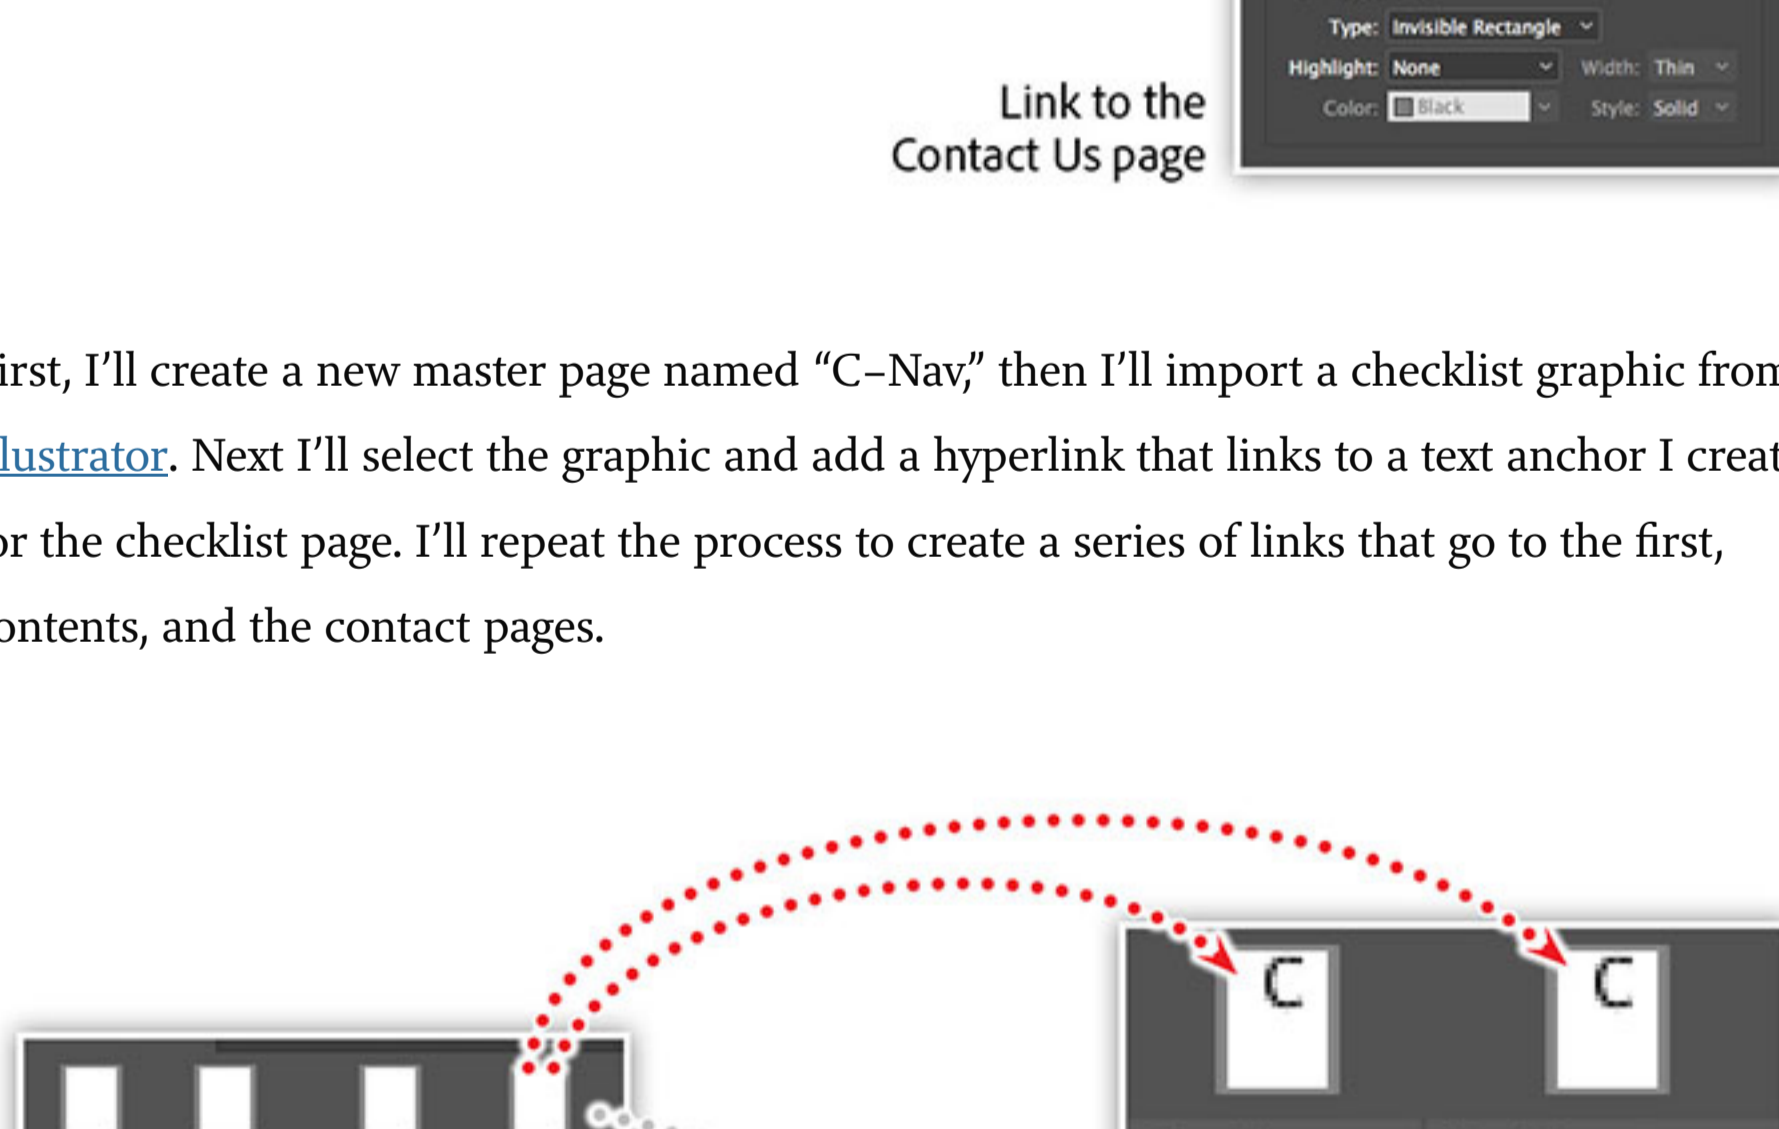 Type: Invisible Rectangle
Highlight: None Width: Thin
Color: Black Style: Solid
Link to the
Contact Us page
irst, I’ll create a new master page named “C–Nav,” then I’ll import a checklist graphic from
lustrator. Next I’ll select the graphic and add a hyperlink that links to a text anchor I creat
or the checklist page. I’ll repeat the process to create a series of links that go to the first,
ontents, and the contact pages.
C C